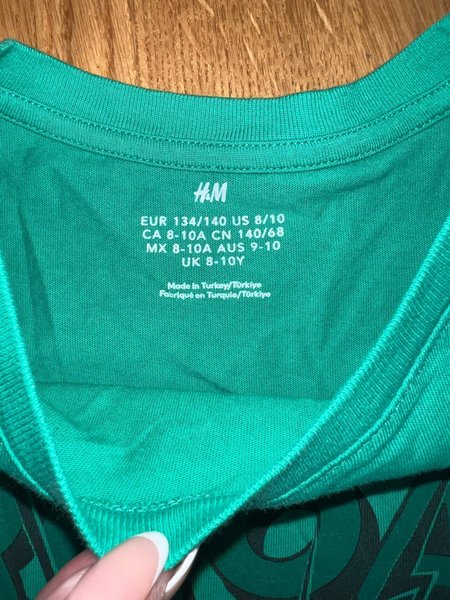 H&M
EUR 134/140 US 8/10
CA 8-10A CN 140/68
MX 8-10A AUS 9-10
UK 8-10Y
Made in Turkey/Türkiye
Fabriqué en Turquie/Türkiye